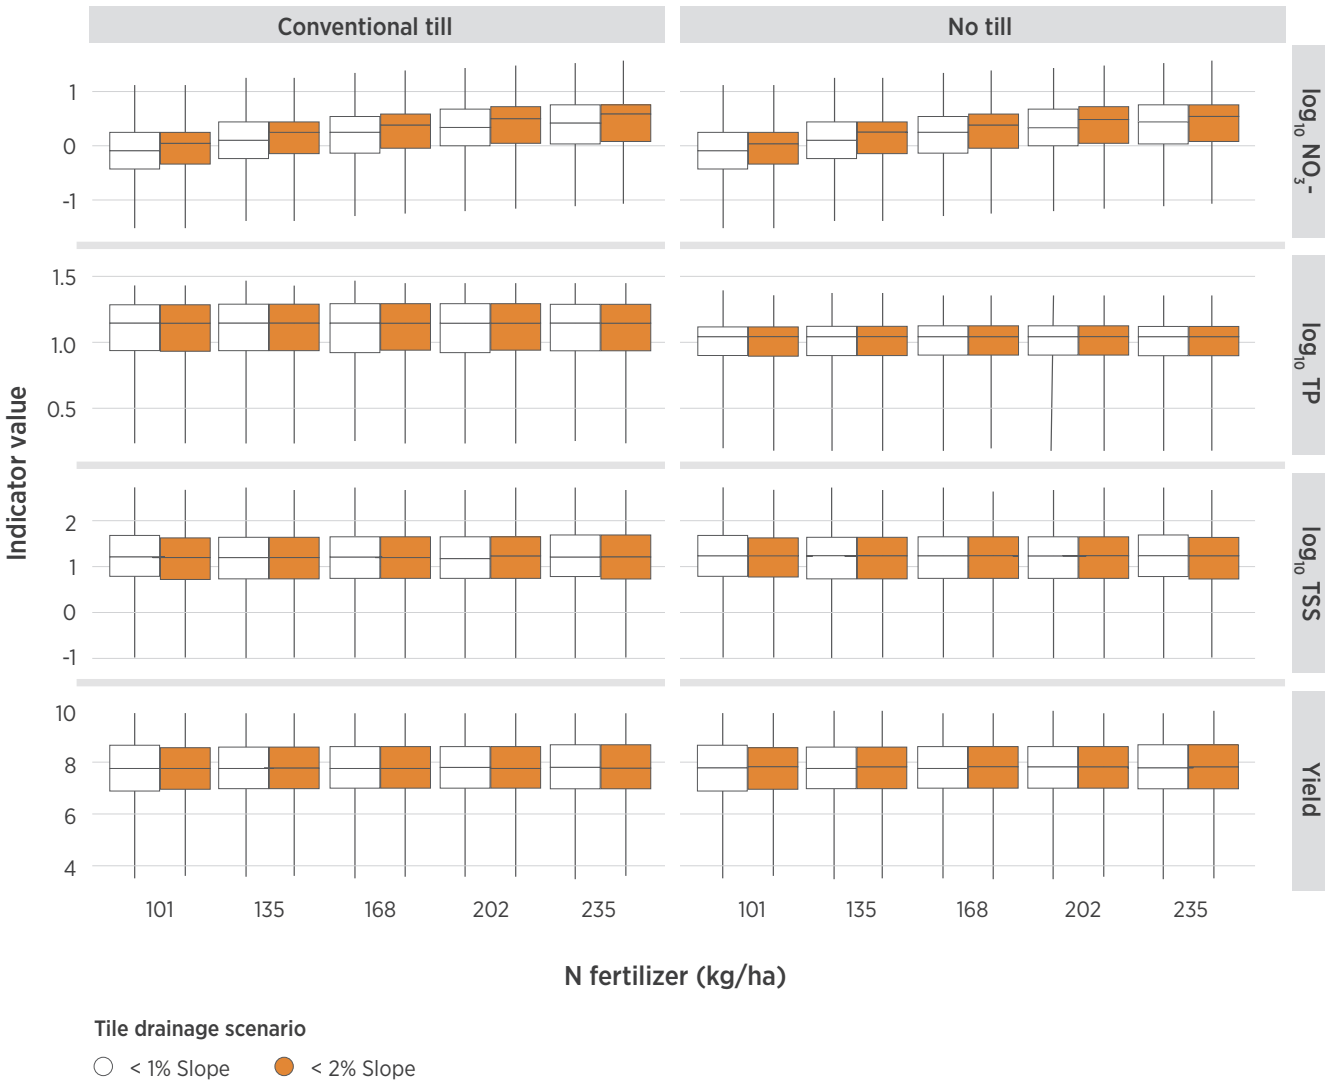 Conventional till
No till
1
0
-1
log₁₀ NO₃-
1.5
1.0
0.5
log₁₀ TP
Indicator value
2
1
0
-1
log₁₀ TSS
10
8
6
4
Yield
101 135 168 202 235
101 135 168 202 235
N fertilizer (kg/ha)
Tile drainage scenario
< 1% Slope < 2% Slope